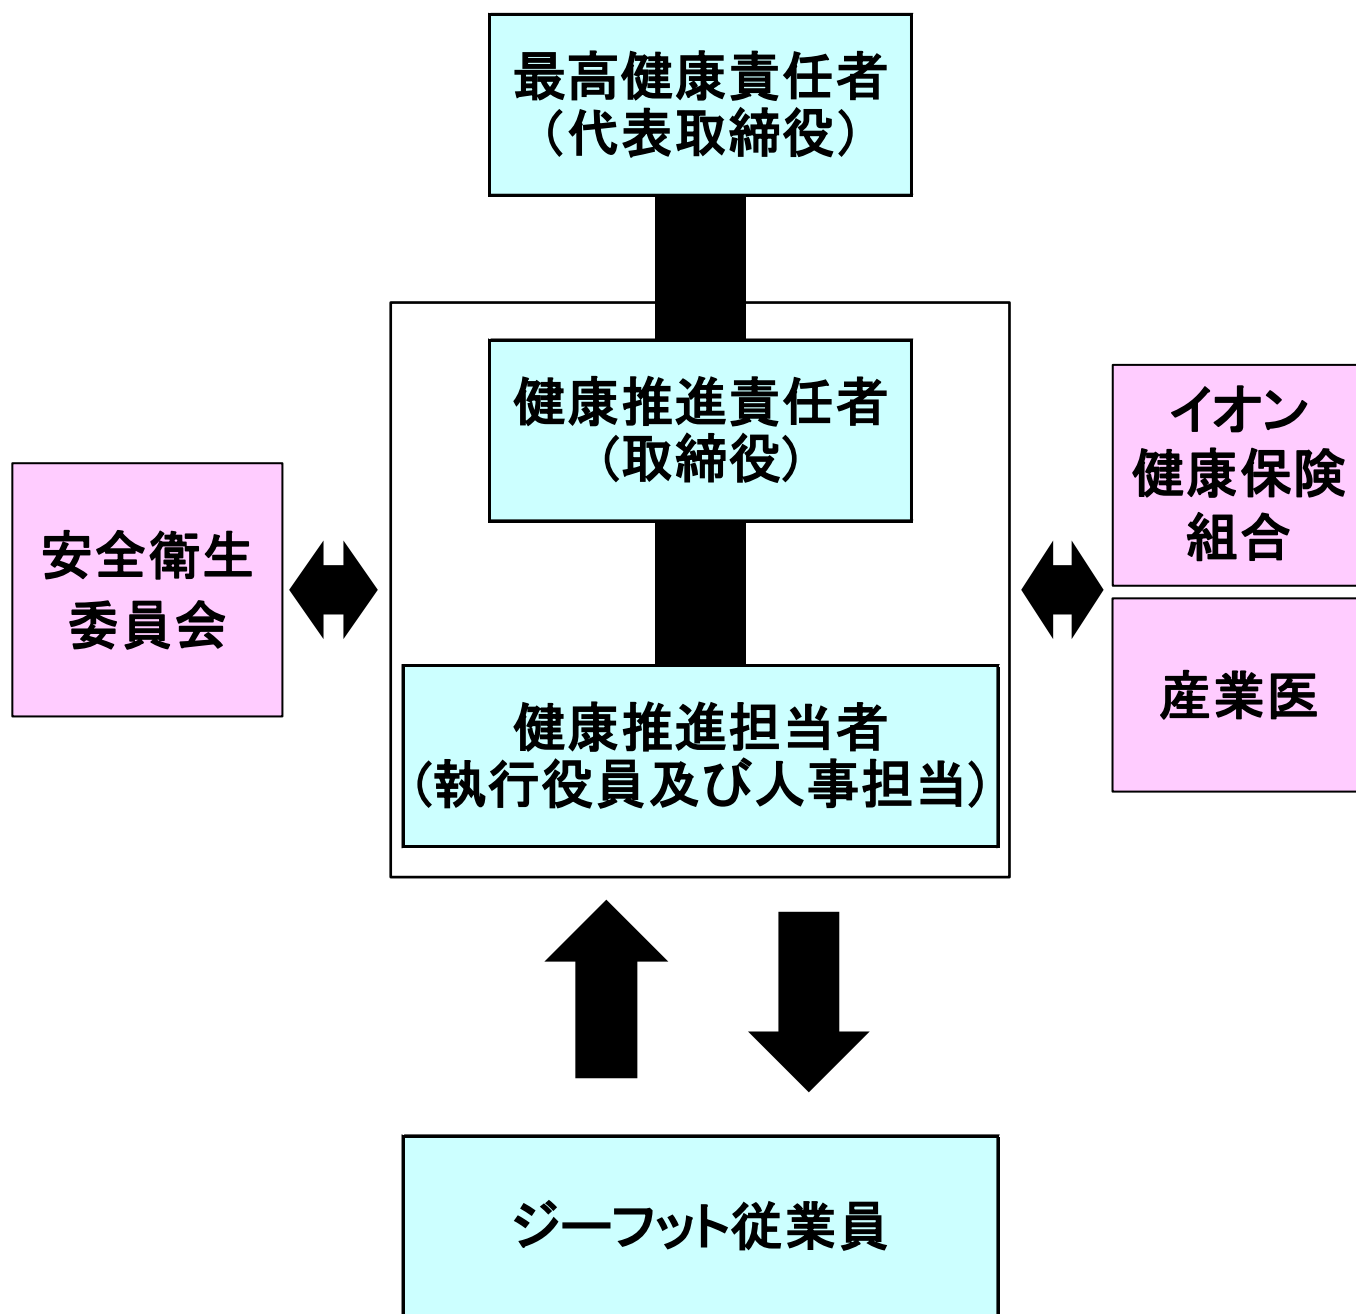 最高健康責任者
（代表取締役）
健康推進責任者
（取締役）
安全衛生
委員会
イオン
健康保険
組合
産業医
健康推進担当者
（執行役員及び人事担当）
ジーフット従業員